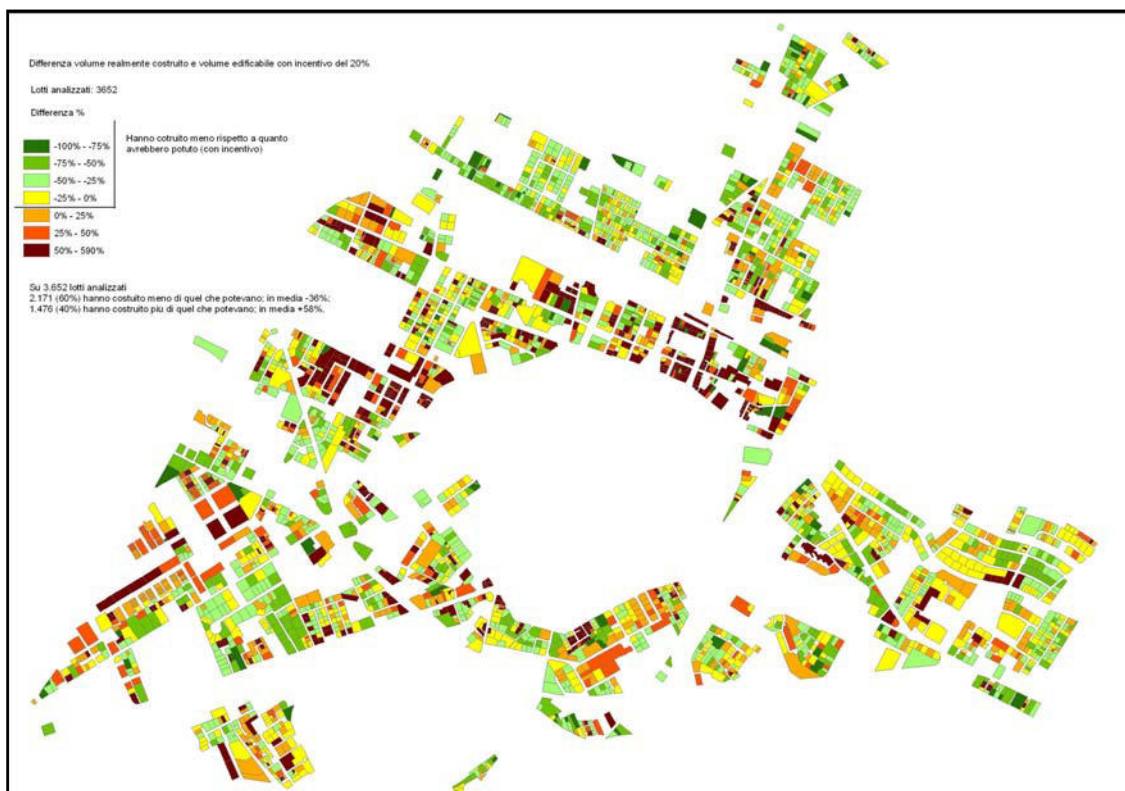 Differenza volume realmente costruito e volume edificabile con incentivo del 20%
Lotti analizzati: 3652
Differenza %
-100% - -75%
Hanno cotruito meno rispetto a quanto
avrebbero potuto (con incentivo)
-75% - -50%
-50% - -25%
-25% - 0%
0% - 25%
25% - 50%
50% - 590%
Su 3.652 lotti analizzati
2.171 (60%) hanno costuito meno di quel che potevano; in media -36%;
1.476 (40%) hanno costruito piu di quel che potevano; in media +58%.